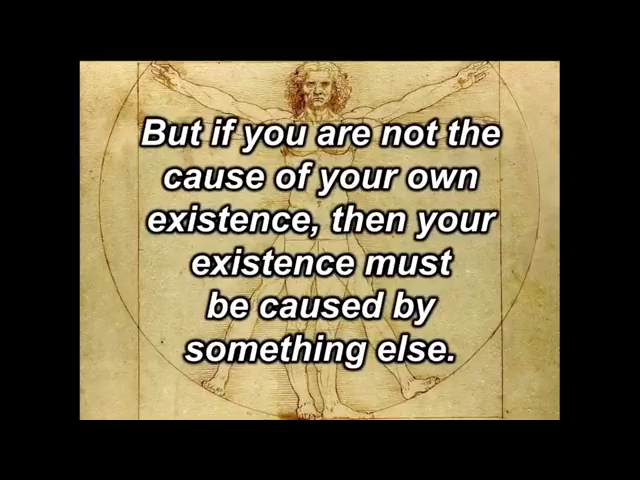 But if you are not the
cause of your own
existence, then your
existence must
be caused by
something else.